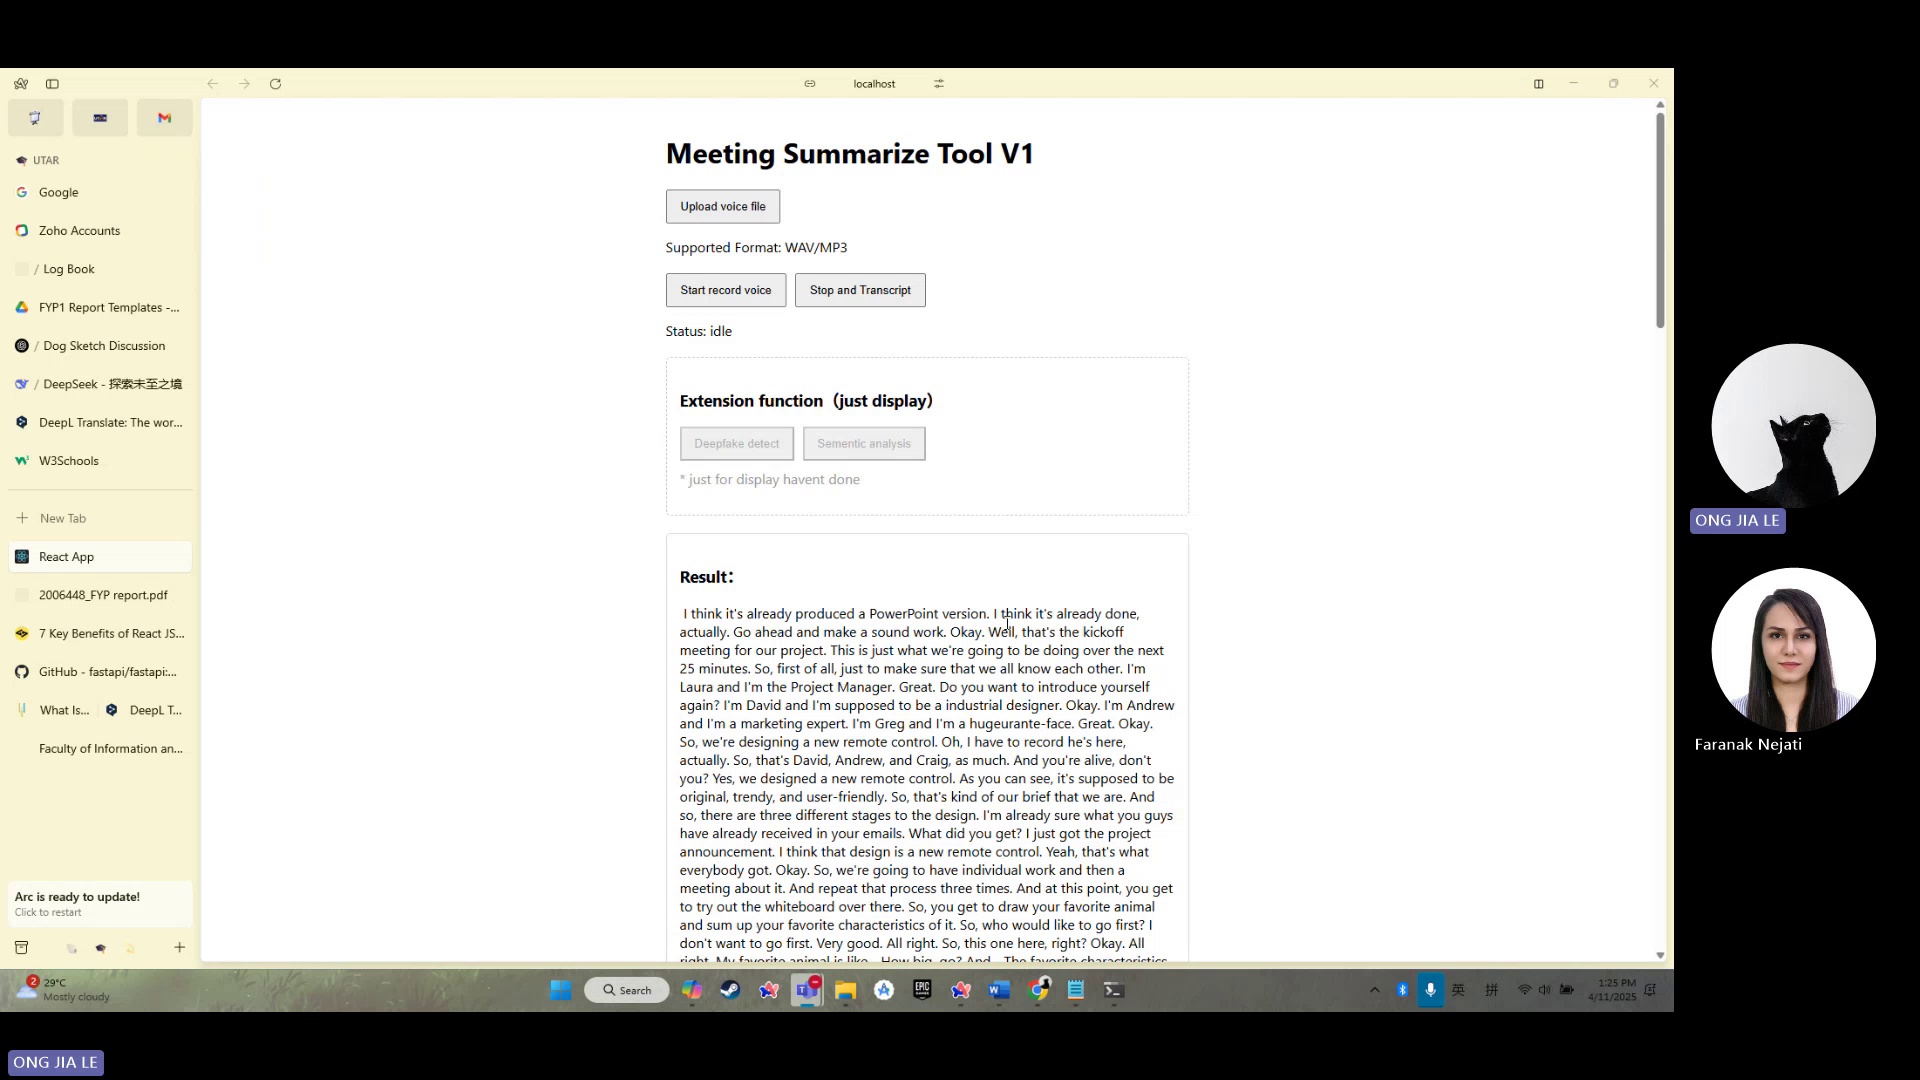 localhost
UTAR
Google
Zoho Accounts
/ Log Book
FYP1 Report Templates -...
/ Dog Sketch Discussion
/ DeepSeek - 探索未至之境
DeepL Translate: The wor...
W3Schools
New Tab
React App
2006448_FYP report.pdf
7 Key Benefits of React JS...
GitHub - fastapi/fastapi:...
What Is... DeepL T...
Faculty of Information an...
Arc is ready to update!
Click to restart
Meeting Summarize Tool V1
Upload voice file
Supported Format: WAV/MP3
Start record voice Stop and Transcript
Status: idle
Extension function（just display）
Deepfake detect Sementic analysis
* just for display havent done
Result：
I think it's already produced a PowerPoint version. I think it's already done,
actually. Go ahead and make a sound work. Okay. Well, that's the kickoff
meeting for our project. This is just what we're going to be doing over the next
25 minutes. So, first of all, just to make sure that we all know each other. I'm
Laura and I'm the Project Manager. Great. Do you want to introduce yourself
again? I'm David and I'm supposed to be a industrial designer. Okay. I'm Andrew
and I'm a marketing expert. I'm Greg and I'm a hugeurante-face. Great. Okay.
So, we're designing a new remote control. Oh, I have to record he's here,
actually. So, that's David, Andrew, and Craig, as much. And you're alive, don't
you? Yes, we designed a new remote control. As you can see, it's supposed to be
original, trendy, and user-friendly. So, that's kind of our brief that we are. And
so, there are three different stages to the design. I'm already sure what you guys
have already received in your emails. What did you get? I just got the project
announcement. I think that design is a new remote control. Yeah, that's what
everybody got. Okay. So, we're going to have individual work and then a
meeting about it. And repeat that process three times. And at this point, you get
to try out the whiteboard over there. So, you get to draw your favorite animal
and sum up your favorite characteristics of it. So, who would like to go first? I
don't want to go first. Very good. All right. So, this one here, right? Okay. All
right. My favorite animal is like... How big, go? And... The favorite characteristics
ONG JIA LE
Faranak Nejati
2
29°C
Mostly cloudy
Search
EPIC
GAMES
英 拼
1:25 PM
4/11/2025
ONG JIA LE